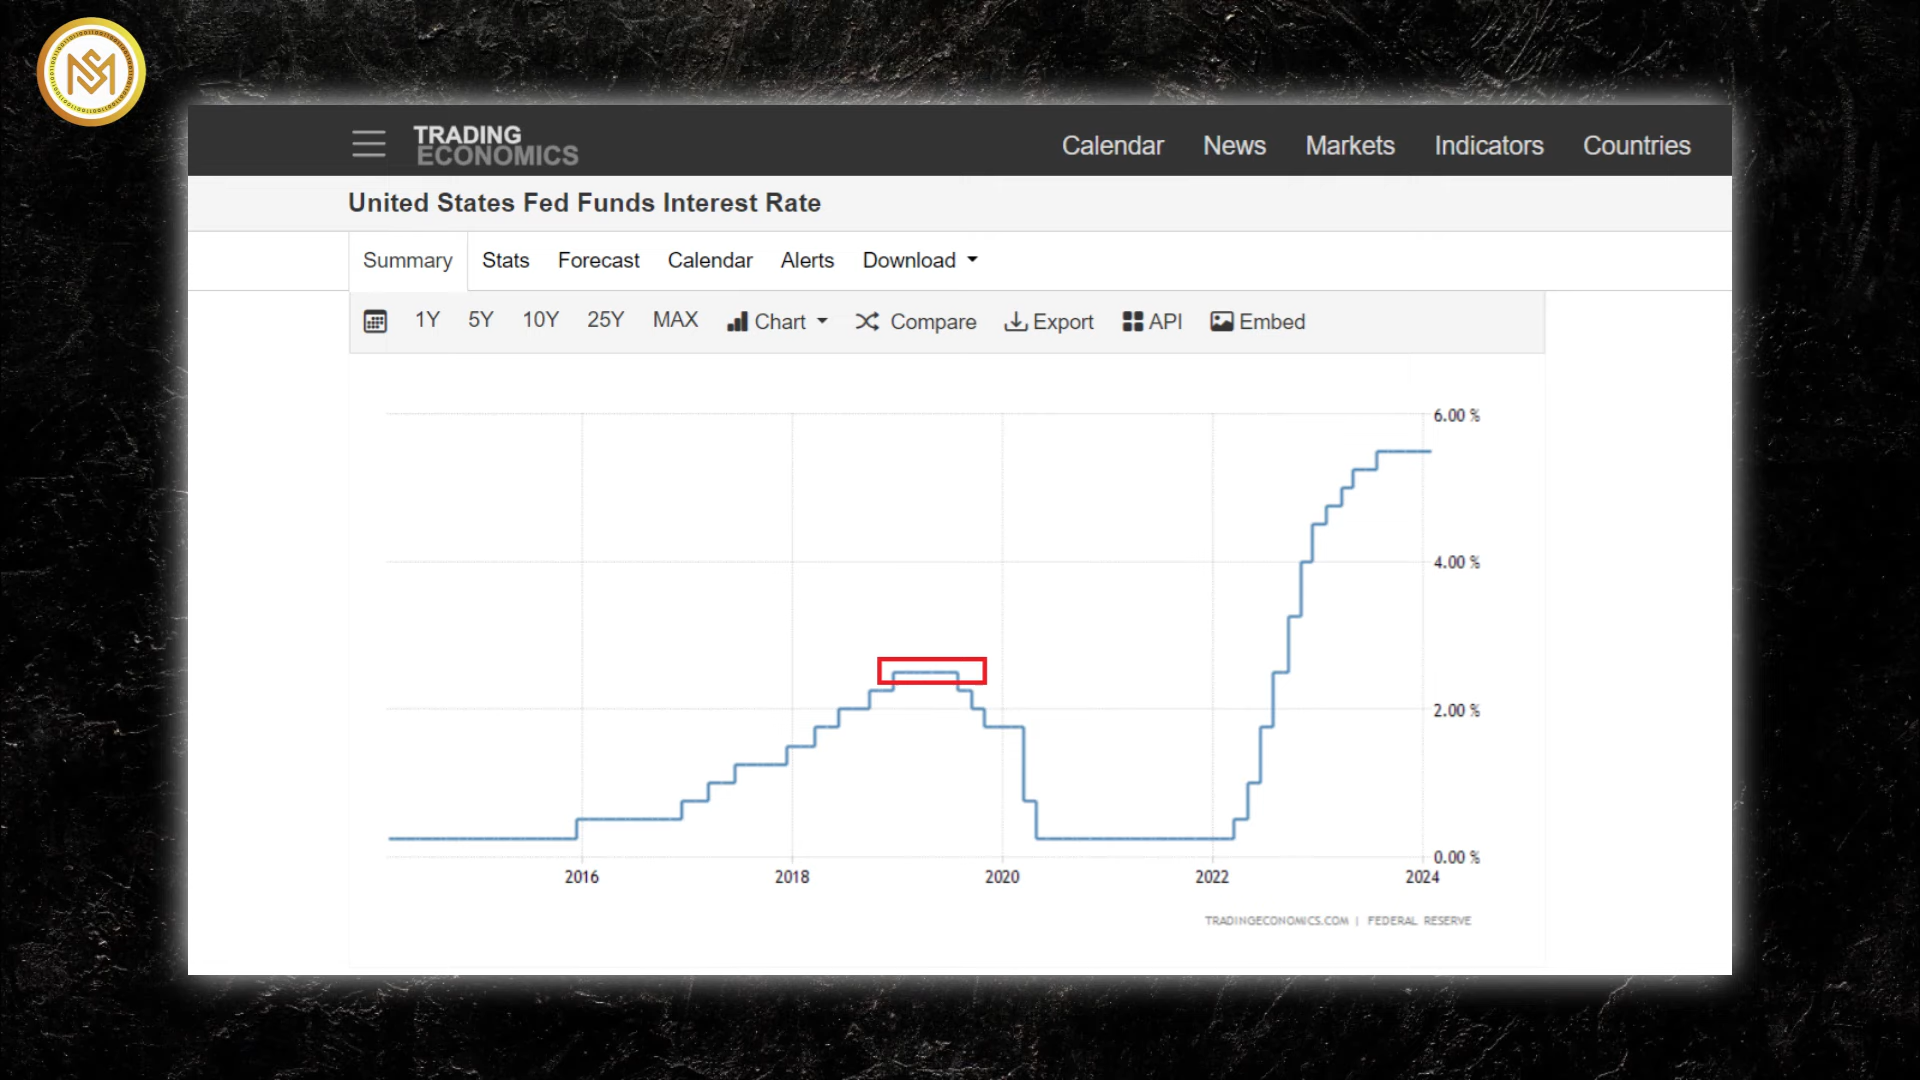 TRADING
ECONOMICS
Calendar News Markets Indicators Countries
United States Fed Funds Interest Rate
Summary Stats Forecast Calendar Alerts Download
1Y 5Y 10Y 25Y MAX Chart Compare Export API Embed
6.00 %
4.00 %
2.00 %
0.00 %
2016 2018 2020 2022 2024
TRADINGECONOMICS.COM | FEDERAL RESERVE